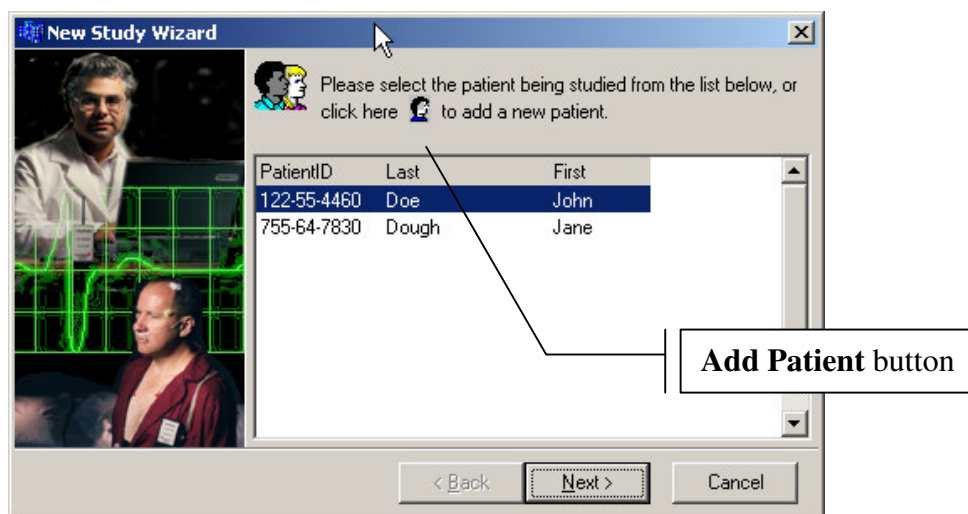 New Study Wizard
Please select the patient being studied from the list below, or
click here to add a new patient.
PatientID Last First
122-55-4460 Doe John
755-64-7830 Dough Jane
Add Patient button
< Back Next > Cancel